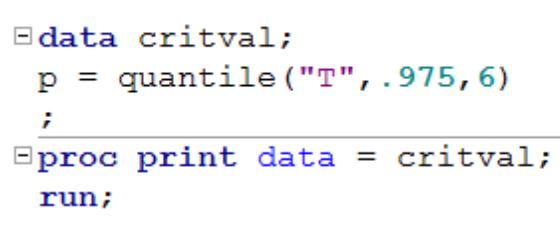 data critval;
p = quantile("T",.975,6)
;
proc print data = critval;
run;